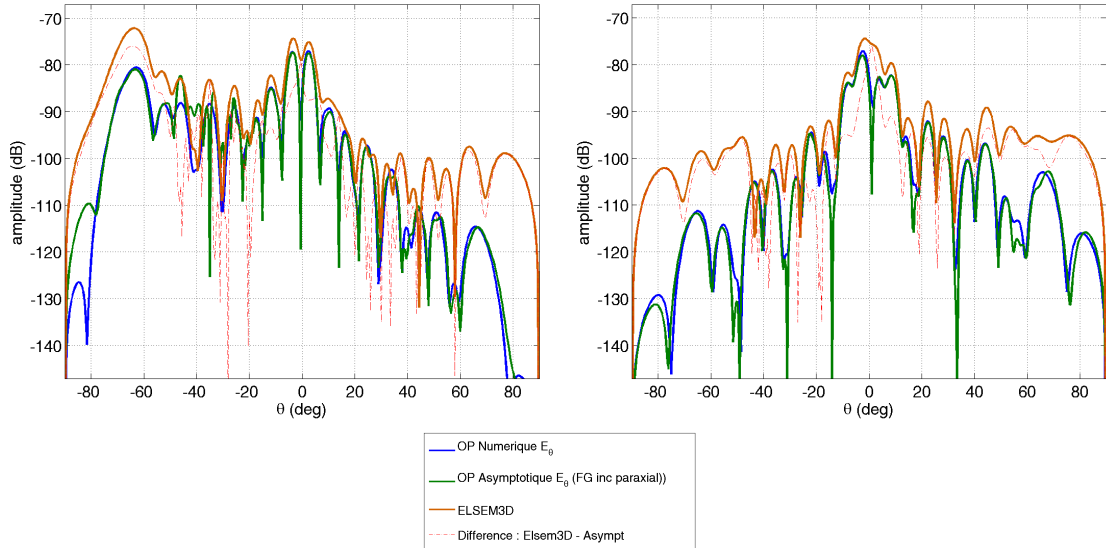 -70
-80
-90
-100
-110
-120
-130
-140
amplitude (dB)
-80 -60 -40 -20 0 20 40 60 80
θ (deg)
-70
-80
-90
-100
-110
-120
-130
-140
amplitude (dB)
-80 -60 -40 -20 0 20 40 60 80
θ (deg)
OP Numerique Eθ
OP Asymptotique Eθ (FG inc paraxial))
ELSEM3D
Difference : Elsem3D - Asympt